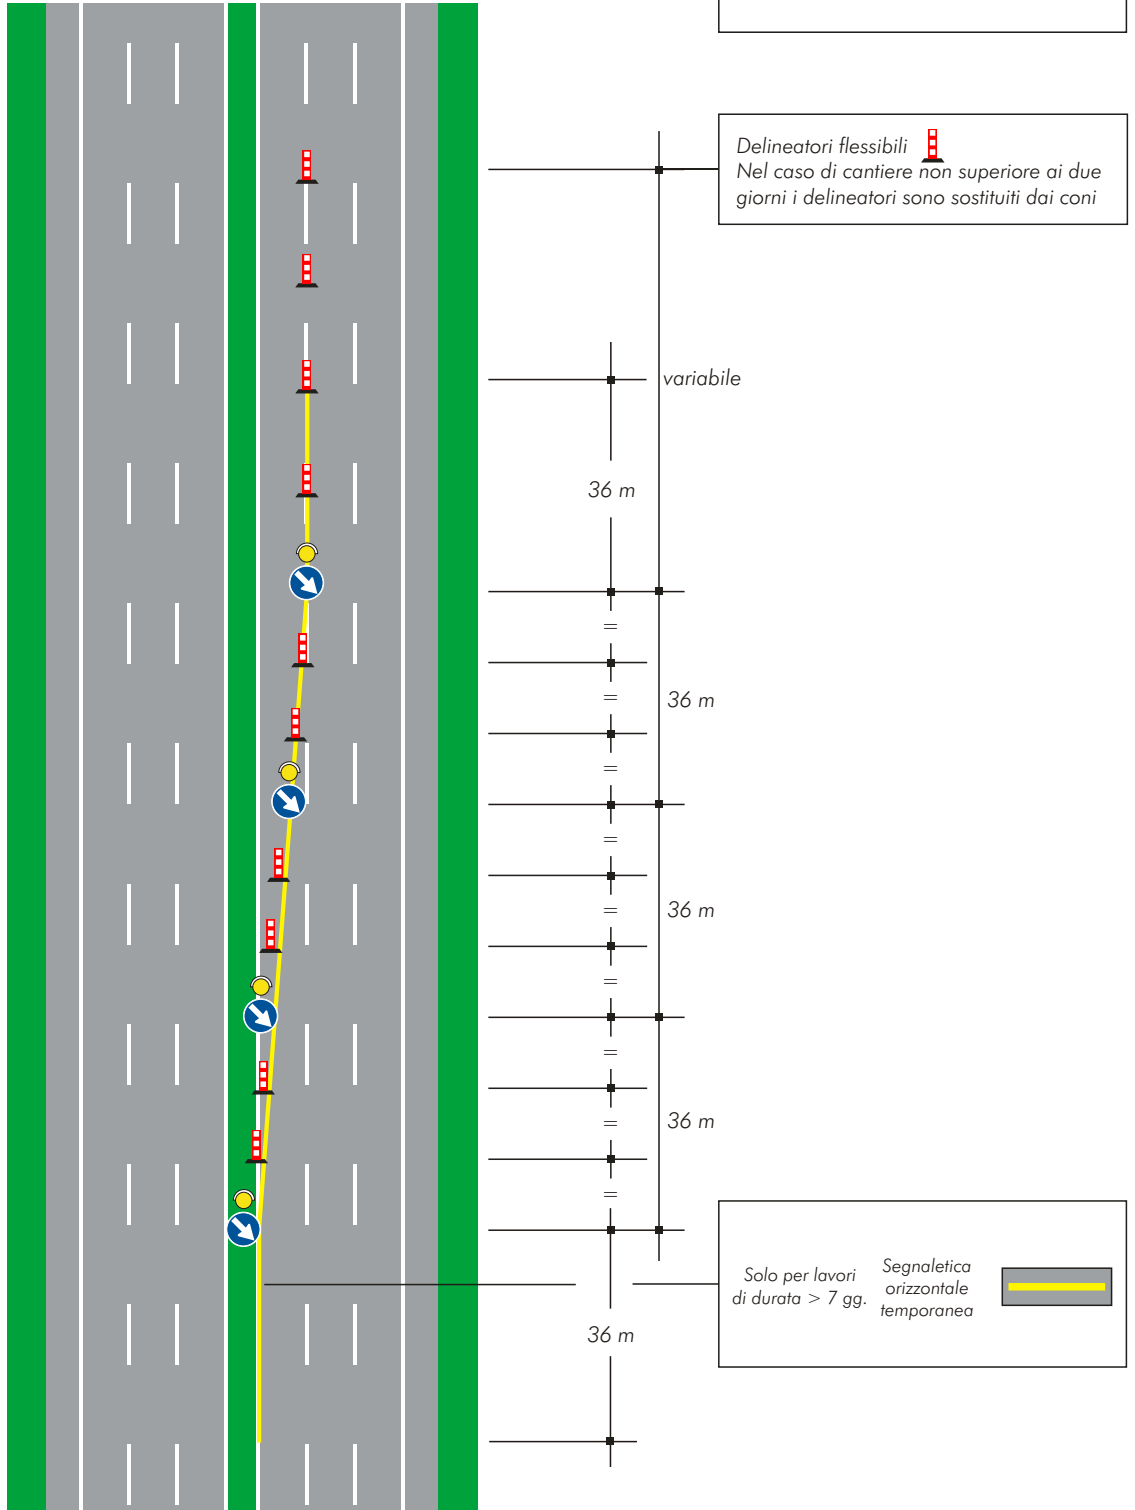 Delineatori flessibili
Nel caso di cantiere non superiore ai due
giorni i delineatori sono sostituiti dai coni
variabile
36 m
=
=
36 m
=
=
36 m
=
=
=
36 m
=
=
Solo per lavori
di durata > 7 gg.
Segnaletica
orizzontale
temporanea
36 m